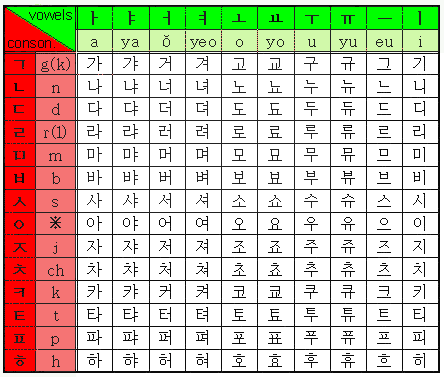 vowels ㅏ ㅑ ㅓ ㅕ ㅗ ㅛ ㅜ ㅠ ㅡ ㅣ
conson. a ya ŏ yeo o yo u yu eu i
ㄱ g(k) 가 갸 거 겨 고 교 구 규 그 기
ㄴ n 나 냐 너 녀 노 뇨 누 뉴 느 니
ㄷ d 다 댜 더 뎌 도 됴 두 듀 드 디
ㄹ r(l) 라 랴 러 려 로 료 루 류 르 리
ㅁ m 마 먀 머 며 모 묘 무 뮤 므 미
ㅂ b 바 뱌 버 벼 보 뵤 부 뷰 브 비
ㅅ s 사 샤 서 셔 소 쇼 수 슈 스 시
ㅇ ※ 아 야 어 여 오 요 우 유 으 이
ㅈ j 자 쟈 저 져 조 죠 주 쥬 즈 지
ㅊ ch 차 챠 처 쳐 초 쵸 추 츄 츠 치
ㅋ k 카 캬 커 켜 코 쿄 쿠 큐 크 키
ㅌ t 타 탸 터 텨 토 툐 투 튜 트 티
ㅍ p 파 퍄 퍼 펴 포 표 푸 퓨 프 피
ㅎ h 하 햐 허 혀 호 효 후 휴 흐 히